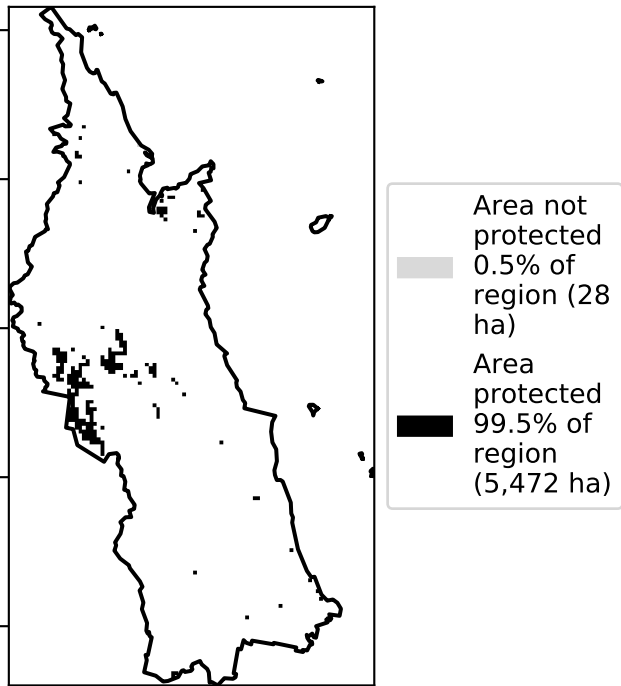 Area not
protected
0.5% of
region (28
ha)
Area
protected
99.5% of
region
(5,472 ha)